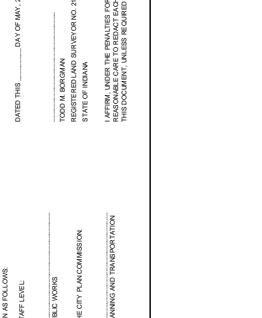 N AS FOLLOWS:
TAFF LEVEL:
BLIC WORKS
HE CITY PLAN COMMISSION:
ANNING AND TRANSPORTATION
DATED THIS ______ DAY OF MAY, 2
TODD M. BORGMAN
REGISTERED LAND SURVEYOR NO. 2
STATE OF INDIANA
I AFFIRM, UNDER THE PENALTIES FOR
REASONABLE CARE TO REDACT EACH
THIS DOCUMENT, UNLESS REQUIRED